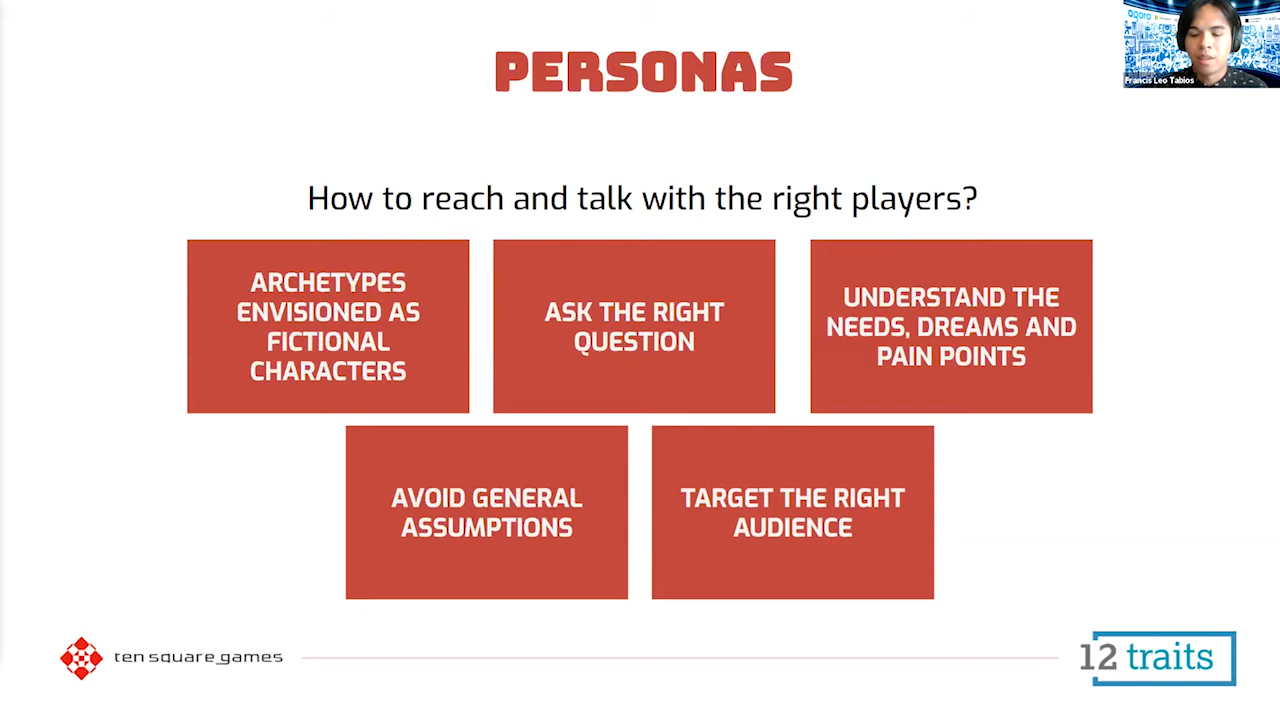 agora
Francis Leo Tabios
PERSONAS
How to reach and talk with the right players?
ARCHETYPES
ENVISIONED AS
FICTIONAL
CHARACTERS
ASK THE RIGHT
QUESTION
UNDERSTAND THE
NEEDS, DREAMS AND
PAIN POINTS
AVOID GENERAL
ASSUMPTIONS
TARGET THE RIGHT
AUDIENCE
ten square games
12 traits